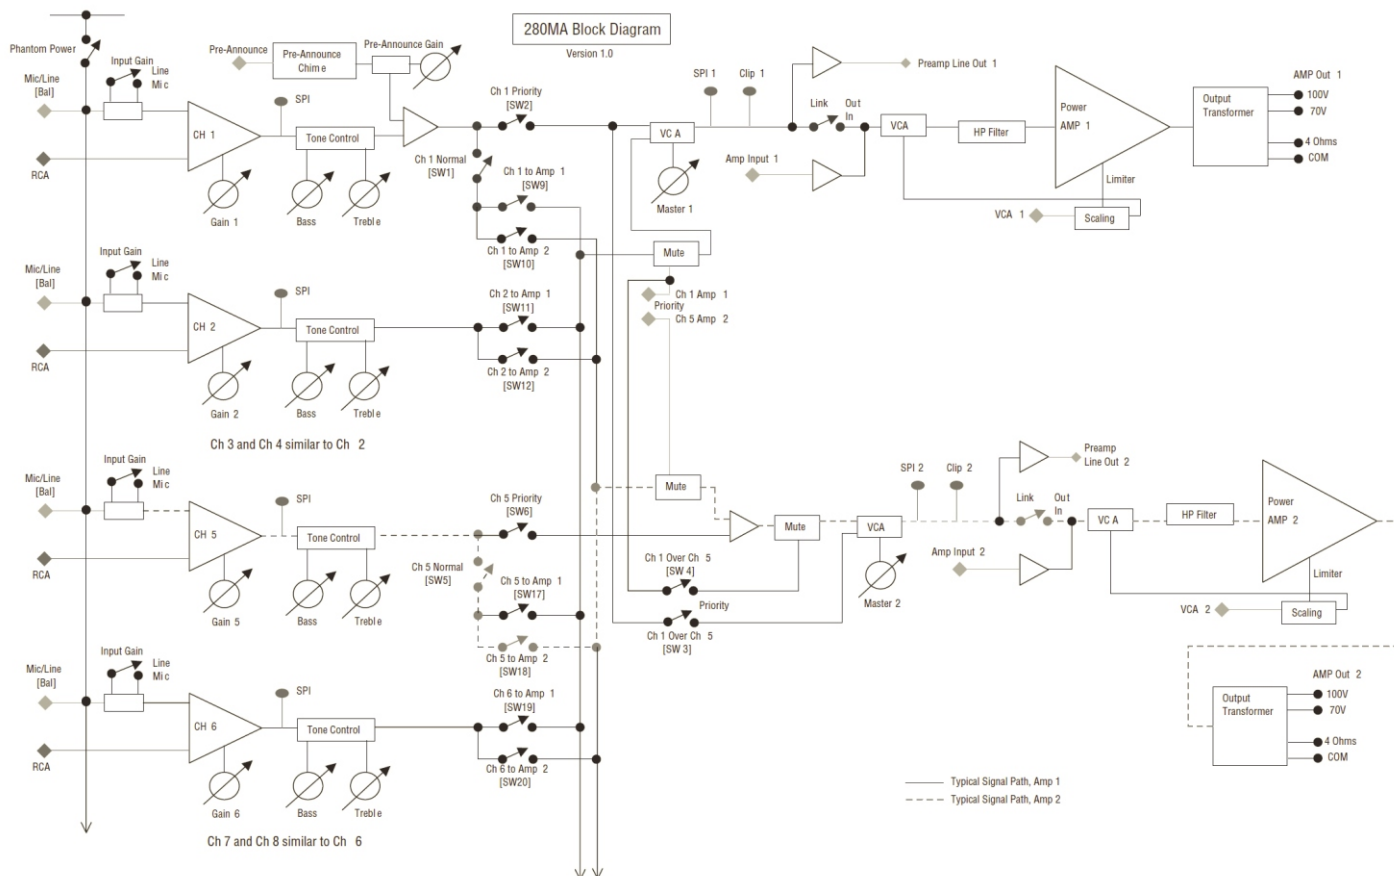 280MA Block Diagram
Version 1.0
Phantom Power
Mic/Line
[Bal]
Input Gain
Line
Mic
RCA
CH 1
Gain 1
SPI
Tone Control
Bass
Treble
Pre-Announce
Pre-Announce
Chime
Pre-Announce Gain
Ch 1 Priority
[SW2]
Ch 1 Normal
[SW1]
Ch 1 to Amp 1
[SW9]
Ch 1 to Amp 2
[SW10]
VCA
Master 1
SPI 1
Clip 1
Preamp Line Out 1
Link
Out
In
Amp Input 1
VCA
HP Filter
Power
AMP 1
Limiter
VCA 1
Scaling
Output
Transformer
AMP Out 1
100V
70V
4 Ohms
COM
Mute
Ch 1 Amp 1
Priority
Ch 5 Amp 2
Mic/Line
[Bal]
Input Gain
Line
Mic
RCA
CH 2
Gain 2
SPI
Tone Control
Bass
Treble
Ch 2 to Amp 1
[SW11]
Ch 2 to Amp 2
[SW12]
Ch 3 and Ch 4 similar to Ch 2
Mic/Line
[Bal]
Input Gain
Line
Mic
RCA
CH 5
Gain 5
SPI
Tone Control
Bass
Treble
Ch 5 Priority
[SW6]
Ch 5 Normal
[SW5]
Ch 5 to Amp 1
[SW17]
Ch 5 to Amp 2
[SW18]
Mute
Mute
Ch 1 Over Ch 5
[SW 4]
Priority
Ch 1 Over Ch 5
[SW 3]
VCA
Master 2
SPI 2
Clip 2
Preamp
Line Out 2
Link
Out
In
Amp Input 2
VCA
HP Filter
Power
AMP 2
Limiter
VCA 2
Scaling
Output
Transformer
AMP Out 2
100V
70V
4 Ohms
COM
Mic/Line
[Bal]
Input Gain
Line
Mic
RCA
CH 6
Gain 6
SPI
Tone Control
Bass
Treble
Ch 6 to Amp 1
[SW19]
Ch 6 to Amp 2
[SW20]
Ch 7 and Ch 8 similar to Ch 6
Typical Signal Path, Amp 1
Typical Signal Path, Amp 2